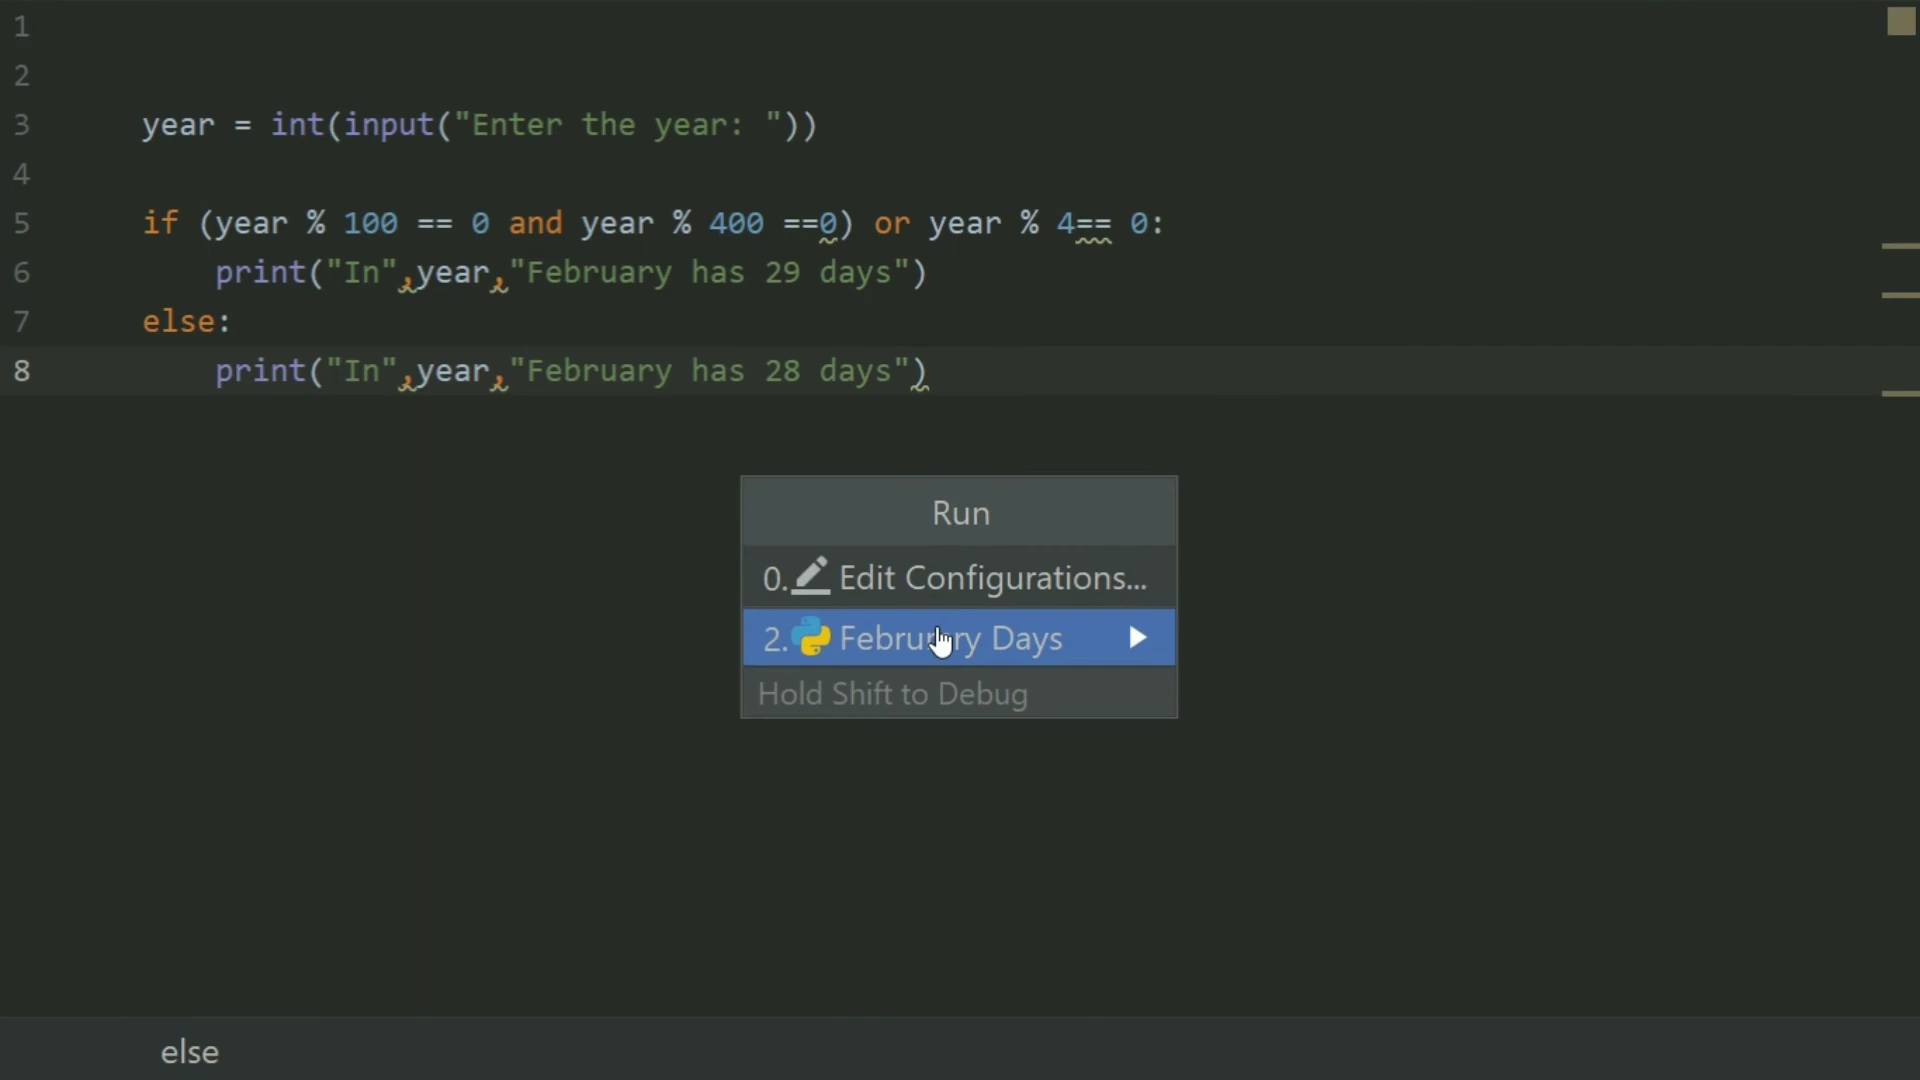 1
2
3 year = int(input("Enter the year: "))
4
5 if (year % 100 == 0 and year % 400 ==0) or year % 4== 0:
6 print("In",year,"February has 29 days")
7 else:
8 print("In",year,"February has 28 days")
Run
0. Edit Configurations...
2. Days
Hold Shift to Debug
else